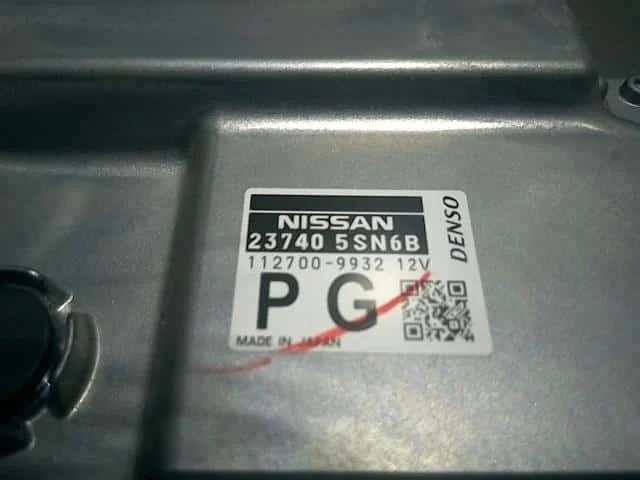 NISSAN
23740 5SN6B
112700-9932 12V
P G
MADE IN JAPAN
DENSO